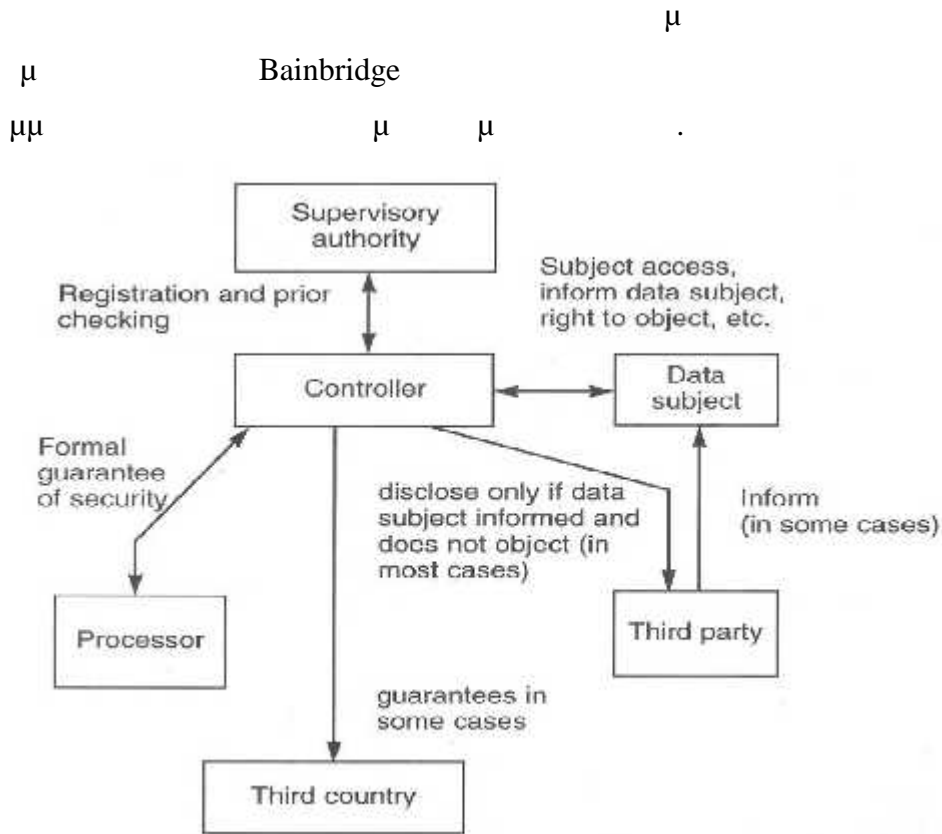 μ
μ Bainbridge
μμ μ μ .
Supervisory
authority
Registration and prior
checking
Subject access,
inform data subject,
right to object, etc.
Controller
Data
subject
Formal
guarantee
of security
disclose only if data
subject informed and
does not object (in
most cases)
Inform
(in some cases)
Processor
Third party
guarantees in
some cases
Third country